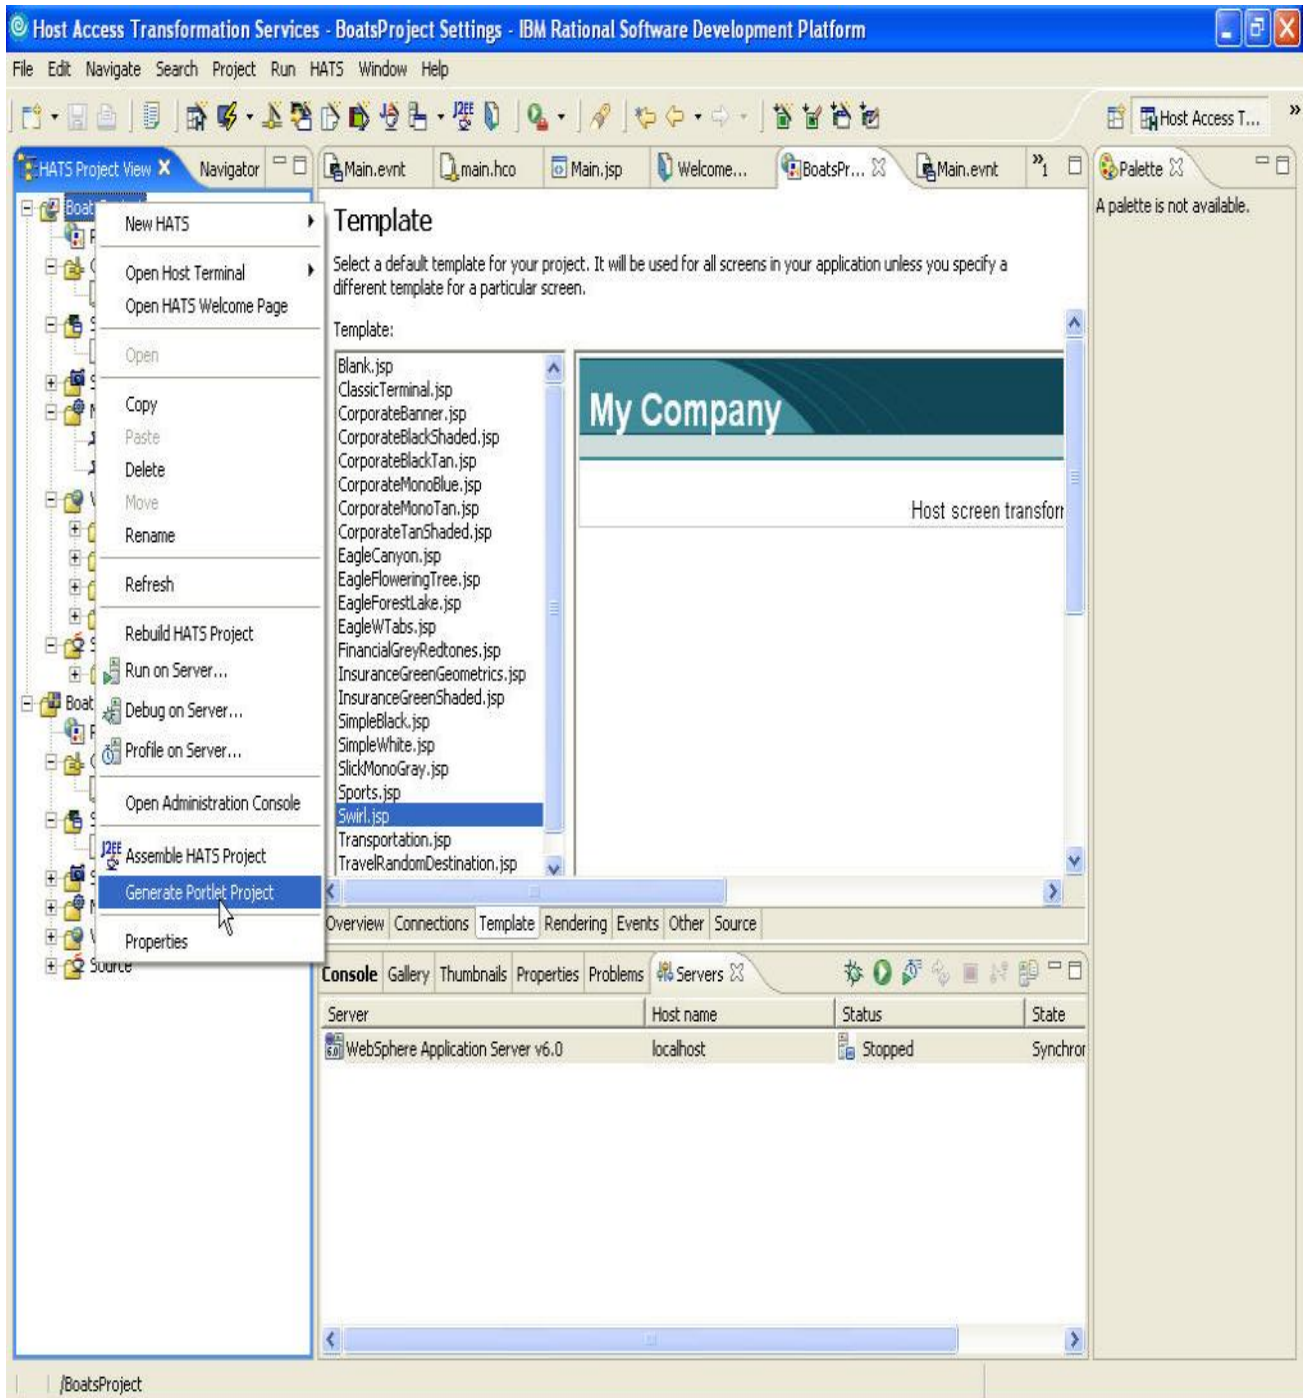 Host Access Transformation Services - BoatsProject Settings - IBM Rational Software Development Platform
File Edit Navigate Search Project Run HATS Window Help
Host Access T... »
HATS Project View Navigator
Main.evnt main.hco Main.jsp Welcome... BoatsPr... Main.evnt »1
Palette
A palette is not available.
New HATS
Open Host Terminal
Open HATS Welcome Page
Open
Copy
Paste
Delete
Move
Rename
Refresh
Rebuild HATS Project
Run on Server...
Boat
Debug on Server...
Profile on Server...
Open Administration Console
J2EE Assemble HATS Project
Generate Portlet Project
Properties
Source
Template
Select a default template for your project. It will be used for all screens in your application unless you specify a
different template for a particular screen.
Template:
Blank.jsp
ClassicTerminal.jsp
CorporateBanner.jsp
CorporateBlackShaded.jsp
CorporateBlackTan.jsp
CorporateMonoBlue.jsp
CorporateMonoTan.jsp
CorporateTanShaded.jsp
EagleCanyon.jsp
EagleFloweringTree.jsp
EagleForestLake.jsp
EagleWTabs.jsp
FinancialGreyRedtones.jsp
InsuranceGreenGeometrics.jsp
InsuranceGreenShaded.jsp
SimpleBlack.jsp
SimpleWhite.jsp
SlickMonoGray.jsp
Sports.jsp
Swirl.jsp
Transportation.jsp
TravelRandomDestination.jsp
My Company
Host screen transfor
Overview Connections Template Rendering Events Other Source
Console Gallery Thumbnails Properties Problems Servers
Server Host name Status State
WebSphere Application Server v6.0 localhost Stopped Synchror
/BoatsProject